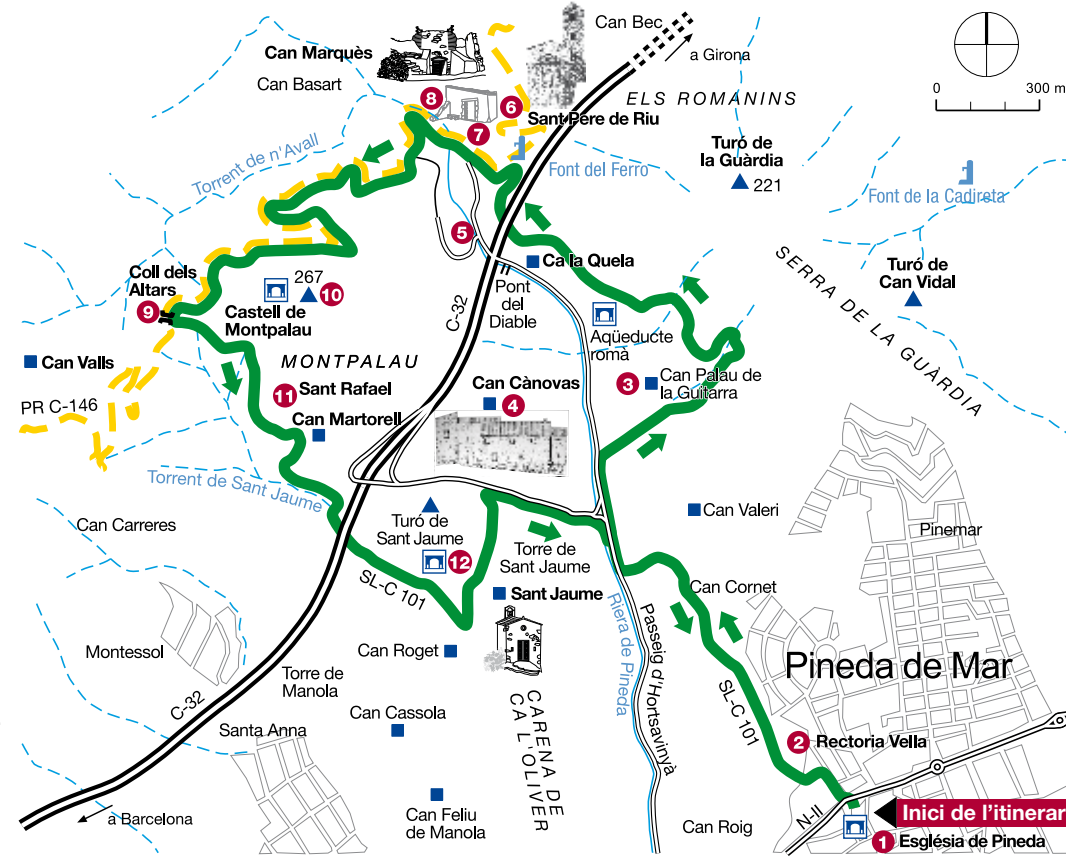 Can Bec
a Girona
0 300 m
Can Marquès
Can Basart
8
6
7
ELS ROMANINS
Sant Pere de Riu
Font del Ferro
Turó de
la Guàrdia
221
Font de la Cadireta
Torrent de n'Avall
5
Ca la Quela
Pont
del
Diable
C-32
SERRA DE LA GUÀRDIA
Turó de
Can Vidal
Coll dels
Altars
9
267
10
Castell de
Montpalau
Aqüeducte
romà
MONTPALAU
Can Valls
3
Can Palau de
la Guitarra
Can Cànovas
4
11
Sant Rafael
Can Martorell
PR C-146
Torrent de Sant Jaume
Can Carreres
Can Valeri
Pinemar
Turó de
Sant Jaume
12
Torre de
Sant Jaume
SL-C 101
Sant Jaume
Can Cornet
Riera de Pineda
Passeig d'Hortsavinyà
Can Roget
Montessol
Torre de
Manola
C-32
Pineda de Mar
SL-C 101
CARENA DE
CA L'OLIVER
Can Cassola
Santa Anna
2
Rectoria Vella
a Barcelona
Can Feliu
de Manola
Can Roig
N-II
Inici de l'itinerar
1
Església de Pineda